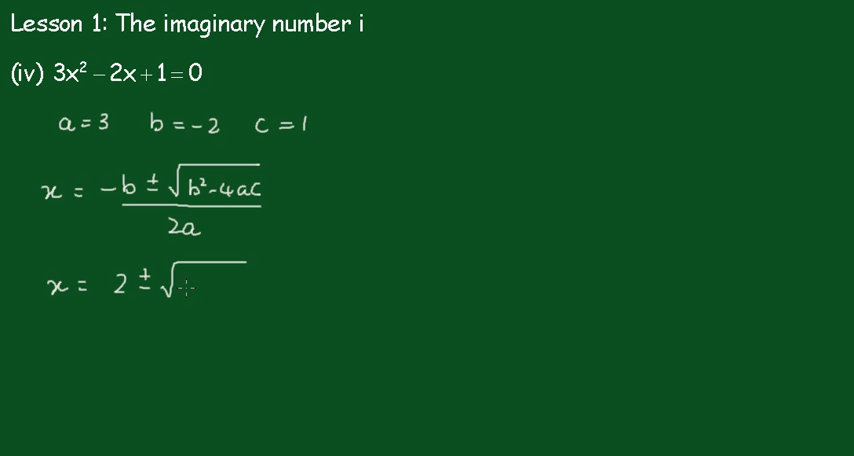 Lesson 1: The imaginary number i
(iv) 3x² – 2x + 1 = 0
a = 3 b = -2 c = 1
x = -b ± √(b² - 4ac)
2a
x = 2 ± √